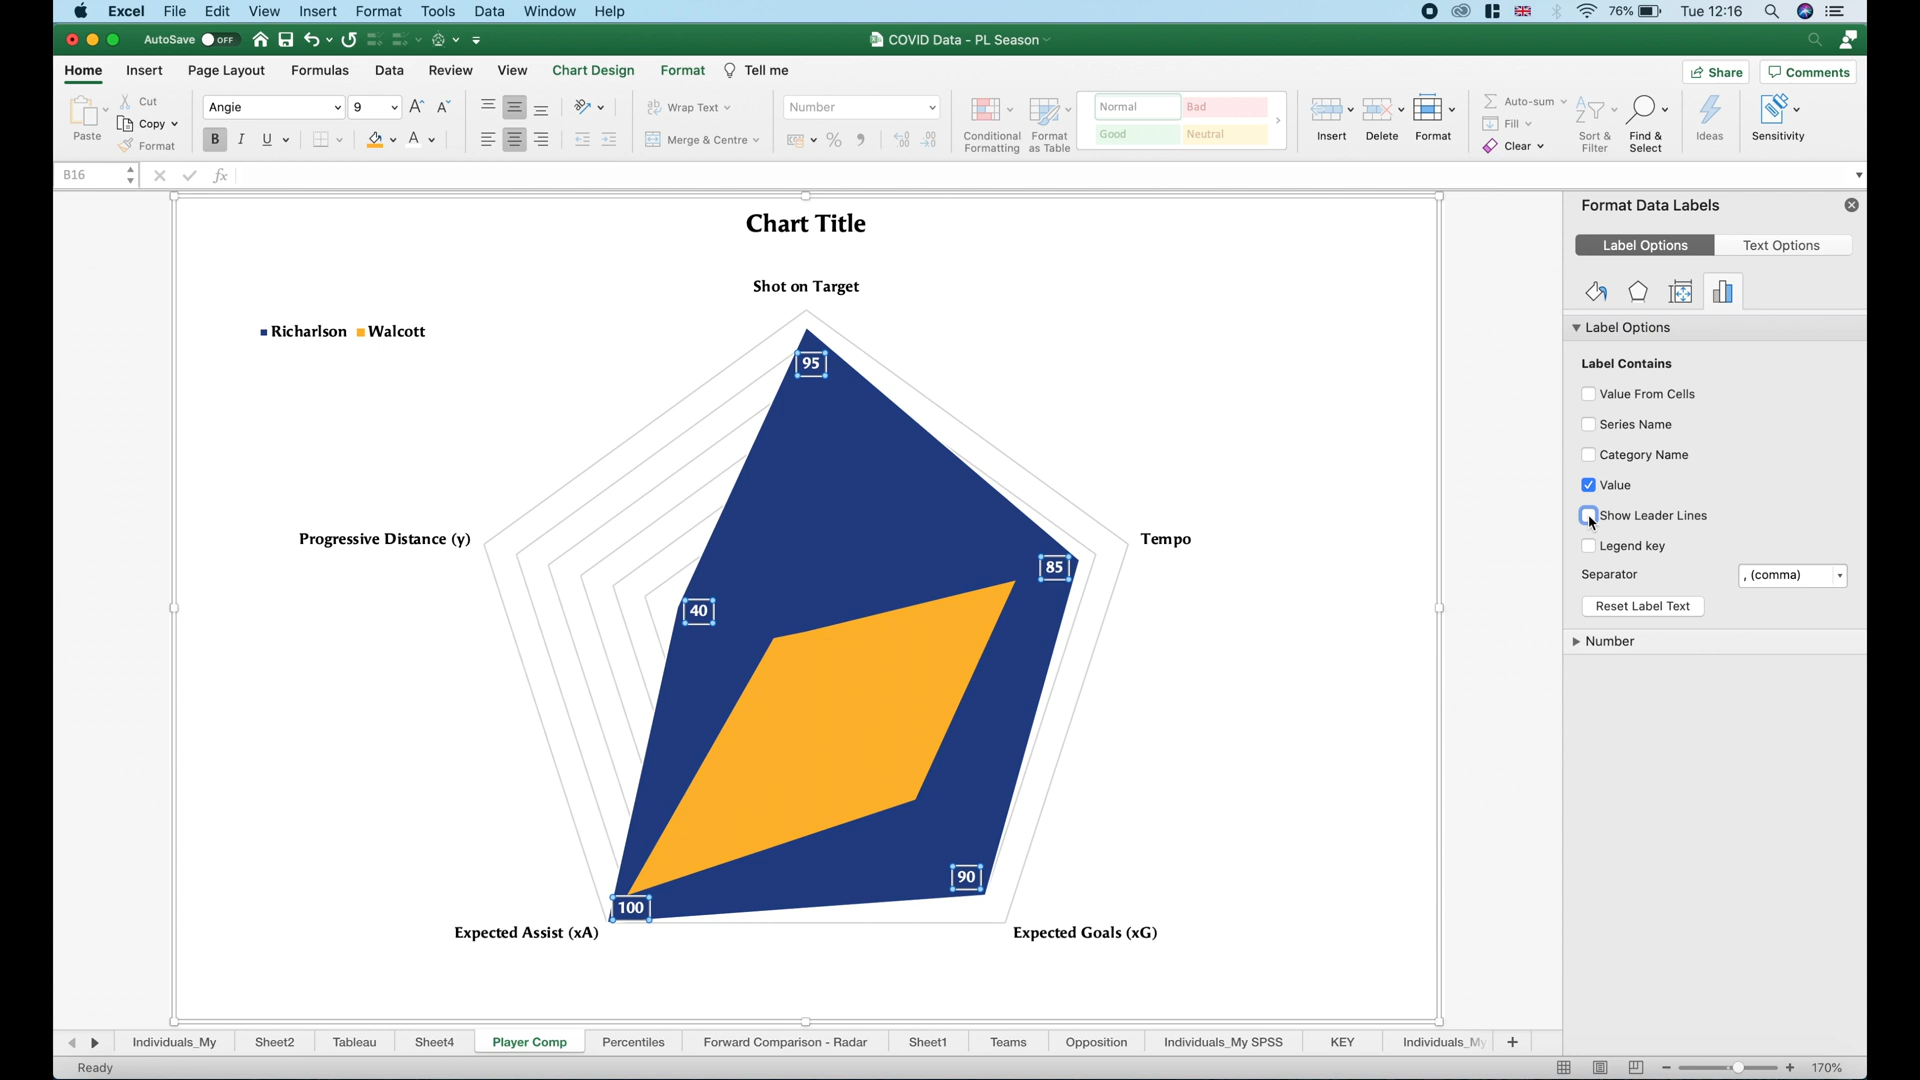 Excel File Edit View Insert Format Tools Data Window Help 76% Tue 12:16
AutoSave OFF COVID Data - PL Season
Home Insert Page Layout Formulas Data Review View Chart Design Format Tell me Share Comments
Paste Cut Copy Format
Angie 9
B I U
Wrap Text
Merge & Centre
Number
Conditional Formatting
Format as Table
Normal Bad
Good Neutral
Insert Delete Format
Auto-sum
Fill
Clear
Sort & Filter
Find & Select
Ideas
Sensitivity
B16 fx
Chart Title
Shot on Target
Richarlson Walcott
95
Progressive Distance (y)
Tempo
85
40
90
100
Expected Assist (xA)
Expected Goals (xG)
Format Data Labels
Label Options Text Options
Label Options
Label Contains
Value From Cells
Series Name
Category Name
Value
Show Leader Lines
Legend key
Separator , (comma)
Reset Label Text
Number
Individuals_My Sheet2 Tableau Sheet4 Player Comp Percentiles Forward Comparison - Radar Sheet1 Teams Opposition Individuals_My SPSS KEY Individuals_My +
Ready 170%